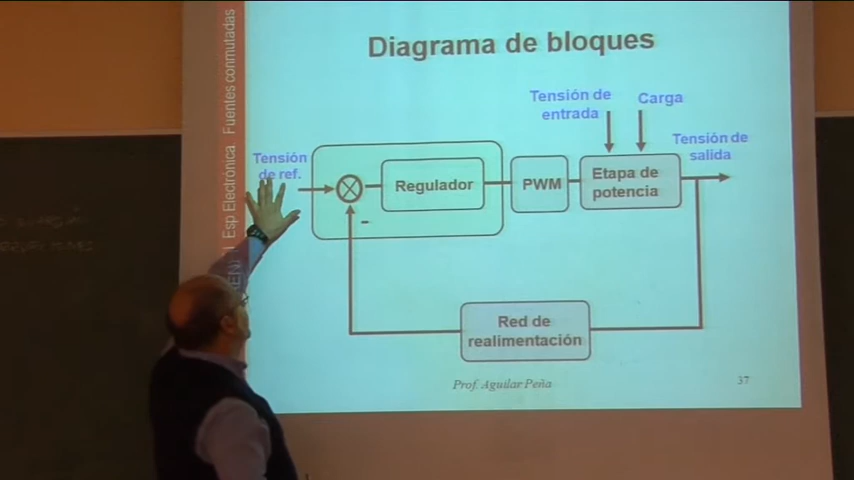 Diagrama de bloques
Tensión de
entrada
Carga
Tensión de
salida
Tensión
de ref.
Regulador
PWM
Etapa de
potencia
-
Red de
realimentación
Prof. Aguilar Peña
37
Esp Electrónica Fuentes conmutadas